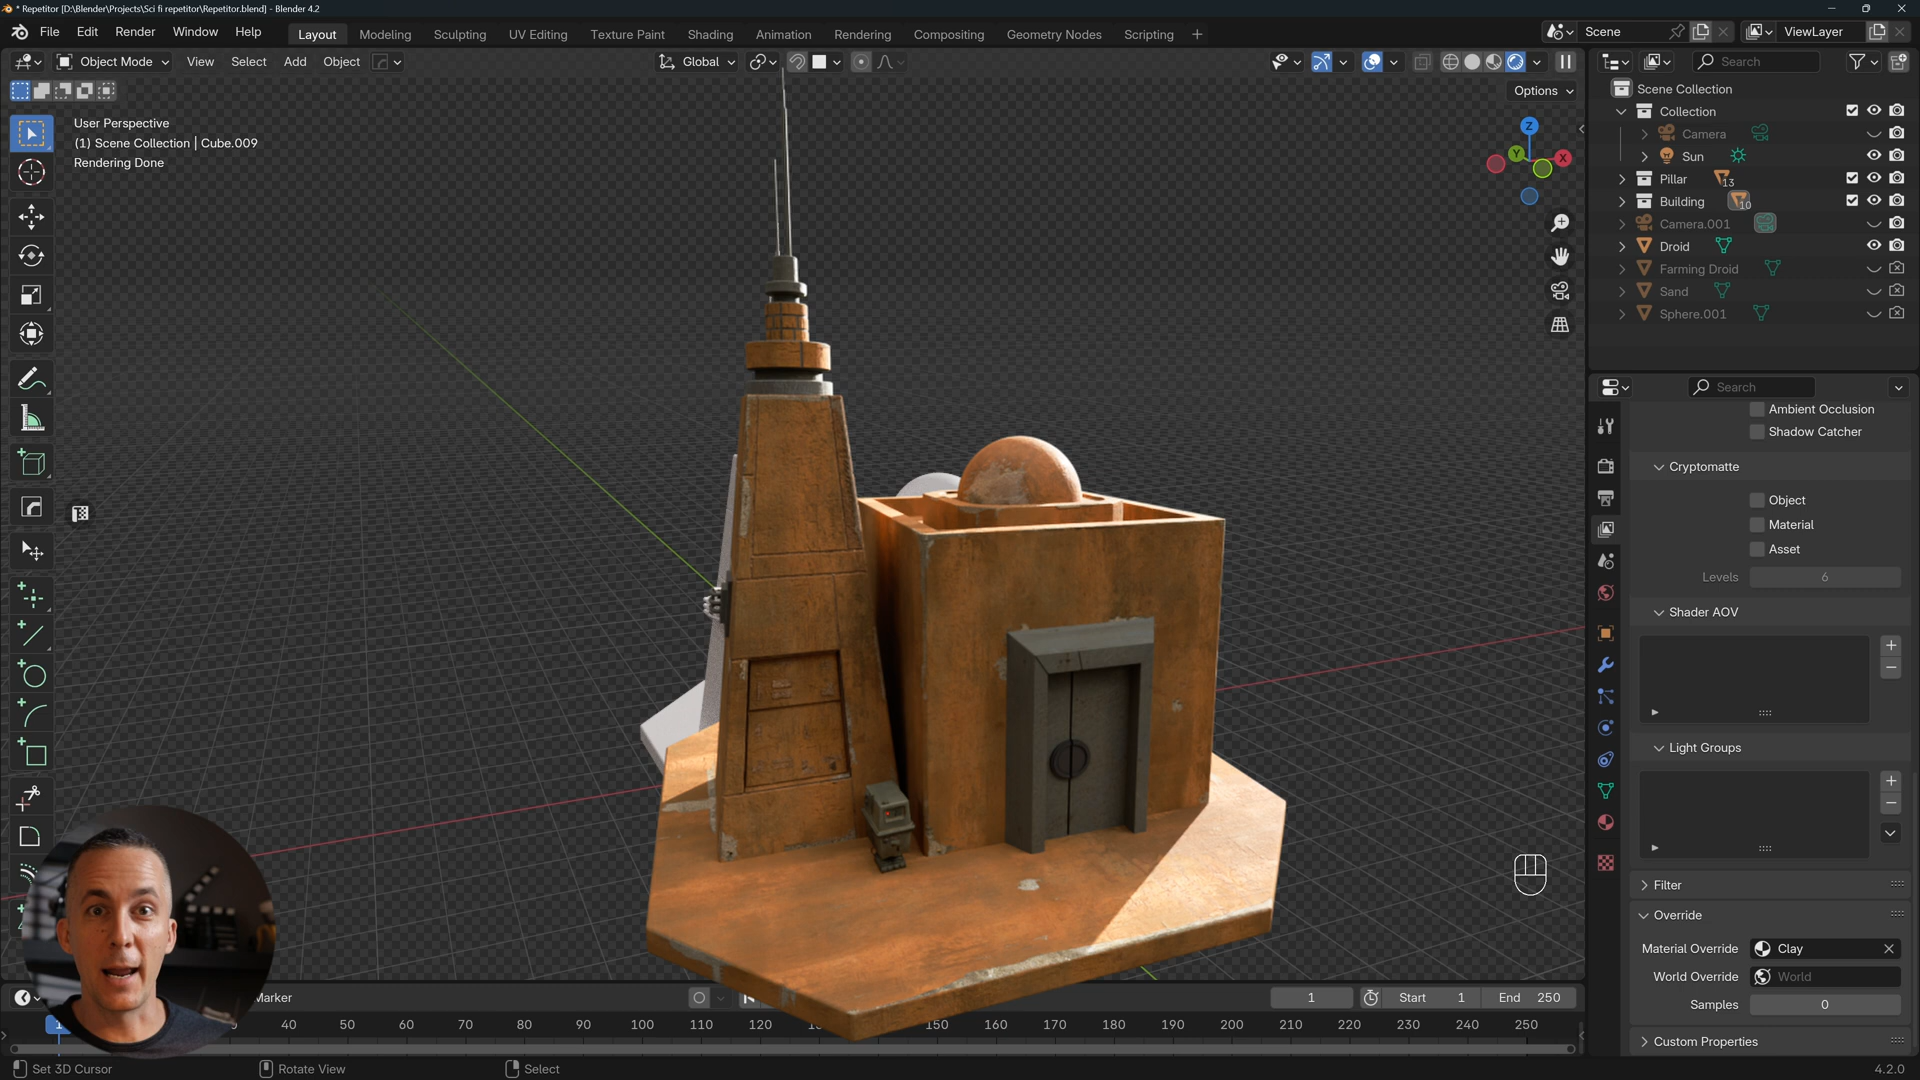 * Repetitor [D:\Blender\Projects\Sci fi repetitor\Repetitor.blend] - Blender 4.2
File Edit Render Window Help
Layout Modeling Sculpting UV Editing Texture Paint Shading Animation Rendering Compositing Geometry Nodes Scripting +
Scene
ViewLayer
Object Mode View Select Add Object
Global
Search
Options
User Perspective
(1) Scene Collection | Cube.009
Rendering Done
Z
Y
X
Scene Collection
Collection
Camera
Sun
Pillar 13
Building 10
Camera.001
Droid
Farming Droid
Sand
Sphere.001
Search
Ambient Occlusion
Shadow Catcher
Cryptomatte
Object
Material
Asset
Levels 6
Shader AOV
Light Groups
Filter
Override
Material Override Clay
World Override World
Samples 0
Custom Properties
Marker
1
Start 1
End 250
1 40 50 60 70 80 90 100 110 120 150 160 170 180 190 200 210 220 230 240 250
Set 3D Cursor
Rotate View
Select
4.2.0